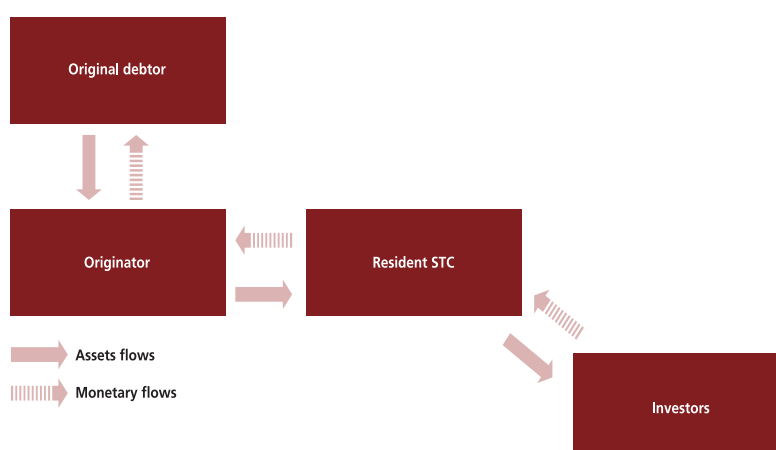 Original debtor
Originator
Resident STC
Assets flows
Monetary flows
Investors